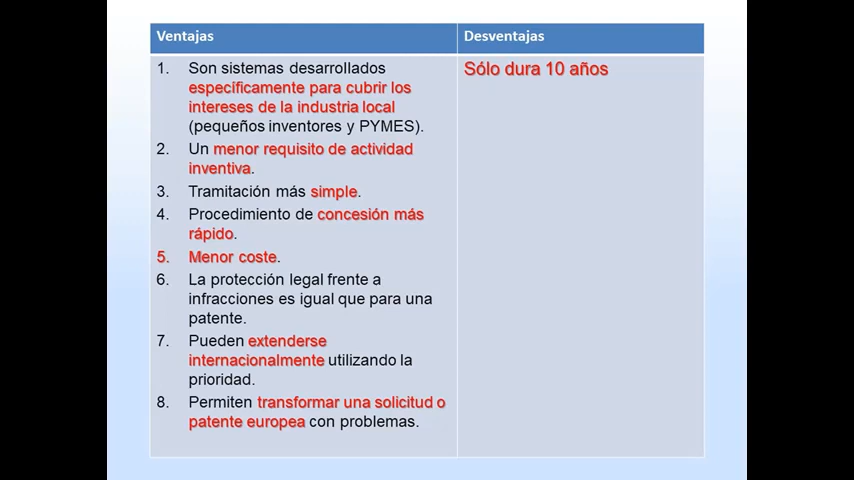 Ventajas
Desventajas
1. Son sistemas desarrollados
específicamente para cubrir los
intereses de la industria local
(pequeños inventores y PYMES).
2. Un menor requisito de actividad
inventiva.
3. Tramitación más simple.
4. Procedimiento de concesión más
rápido.
5. Menor coste.
6. La protección legal frente a
infracciones es igual que para una
patente.
7. Pueden extenderse
internacionalmente utilizando la
prioridad.
8. Permiten transformar una solicitud o
patente europea con problemas.
Sólo dura 10 años